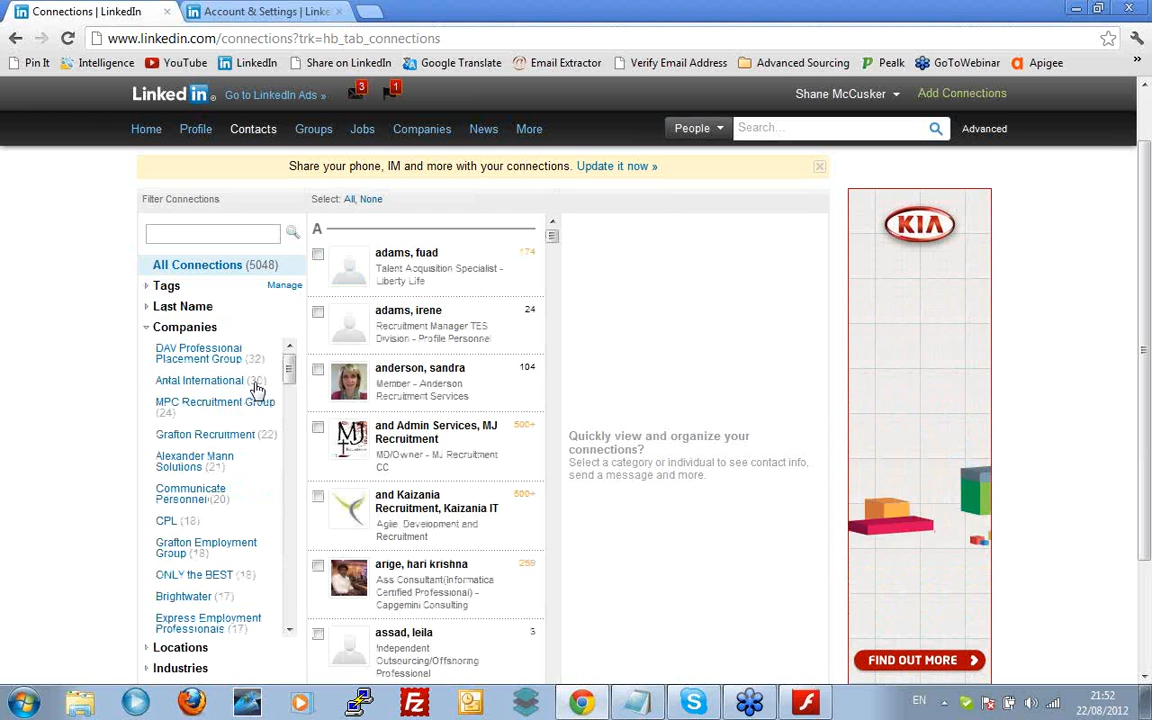 Connections | LinkedIn
Account & Settings | Linke
www.linkedin.com/connections?trk=hb_tab_connections
Pin It Intelligence YouTube LinkedIn Share on LinkedIn Google Translate Email Extractor Verify Email Address Advanced Sourcing Pealk GoToWebinar Apigee »
Linked in Go to LinkedIn Ads » 3 1 Shane McCusker Add Connections
Home Profile Contacts Groups Jobs Companies News More People Search... Advanced
Share your phone, IM and more with your connections. Update it now »
Filter Connections
Select: All, None
All Connections (5048)
Tags Manage
Last Name
Companies
DAV Professional
Placement Group (32)
Antal International
MPC Recruitment Group
(24)
Grafton Recruitment (22)
Alexander Mann
Solutions (21)
Communicate
Personnel (20)
CPL (18)
Grafton Employment
Group (18)
ONLY the BEST (18)
Brightwater (17)
Express Employment
Professionals (17)
Locations
Industries
A
adams, fuad 174
Talent Acquisition Specialist -
Liberty Life
adams, irene 24
Recruitment Manager TES
Division - Profile Personnel
anderson, sandra 104
Member - Anderson
Recruitment Services
and Admin Services, MJ 500+
Recruitment
MD/Owner - MJ Recruitment
CC
and Kaizania 500+
Recruitment, Kaizania IT
Agile, Development and
Recruitment
arige, hari krishna 259
Ass Consultant(Informatica
Certified Professional) -
Capgemini Consulting
assad, leila
Independent
Outsourcing/Offshoring
Professional
Quickly view and organize your
connections?
Select a category or individual to see contact info,
send a message and more.
KIA
FIND OUT MORE
EN
21:52
22/08/2012